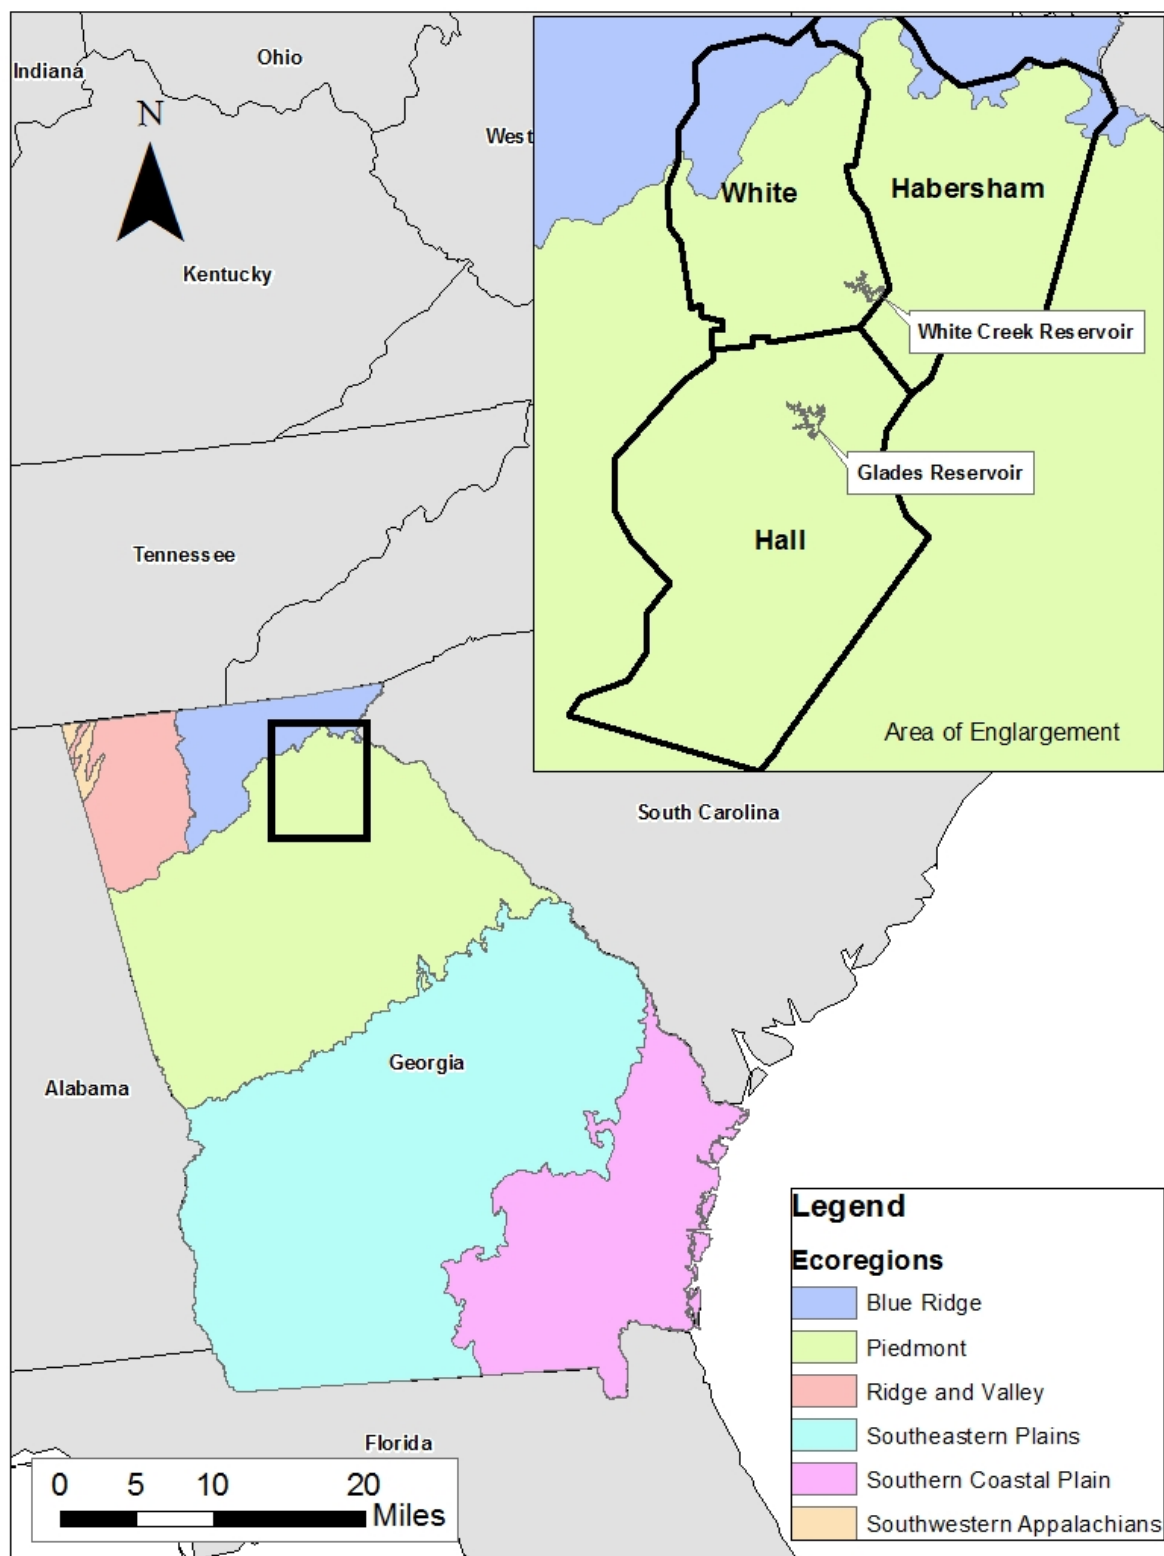 Indiana
Ohio
N
West
Kentucky
Tennessee
White
Habersham
White Creek Reservoir
Glades Reservoir
Hall
Area of Englargement
South Carolina
Georgia
Alabama
Florida
0 5 10 20
Miles
Legend
Ecoregions
Blue Ridge
Piedmont
Ridge and Valley
Southeastern Plains
Southern Coastal Plain
Southwestern Appalachians